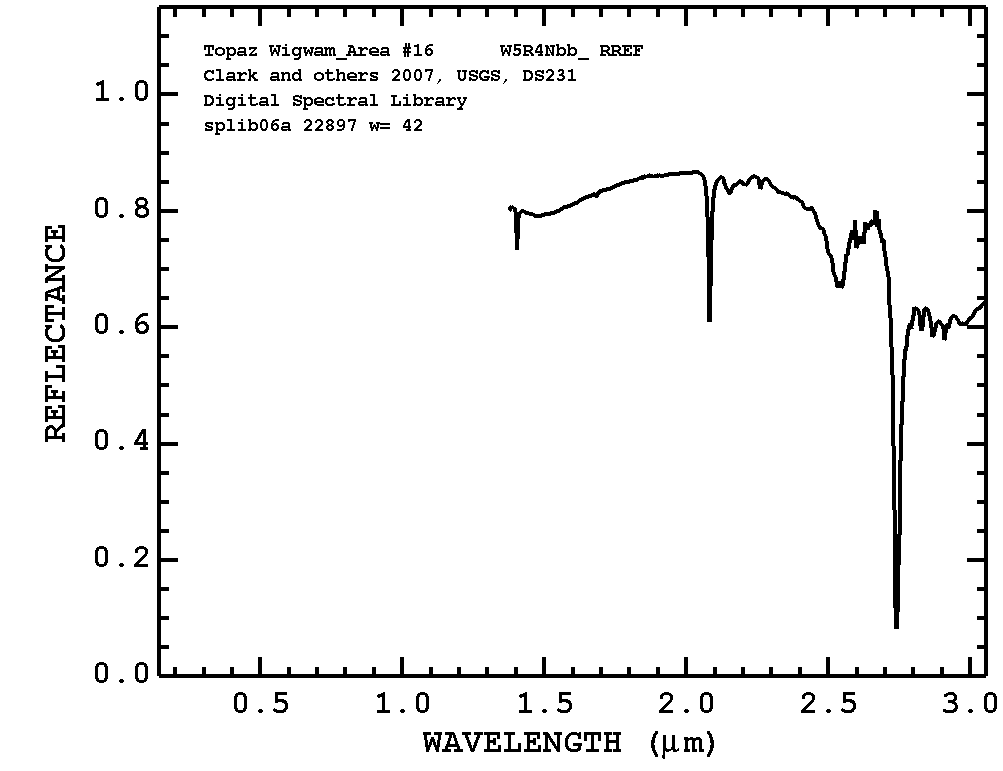 Topaz Wigwam_Area #16 W5R4Nbb_ RREF
Clark and others 2007, USGS, DS231
Digital Spectral Library
splib06a 22897 w= 42
1.0
0.8
0.6
0.4
0.2
0.0
REFLECTANCE
0.5 1.0 1.5 2.0 2.5 3.0
WAVELENGTH (μm)